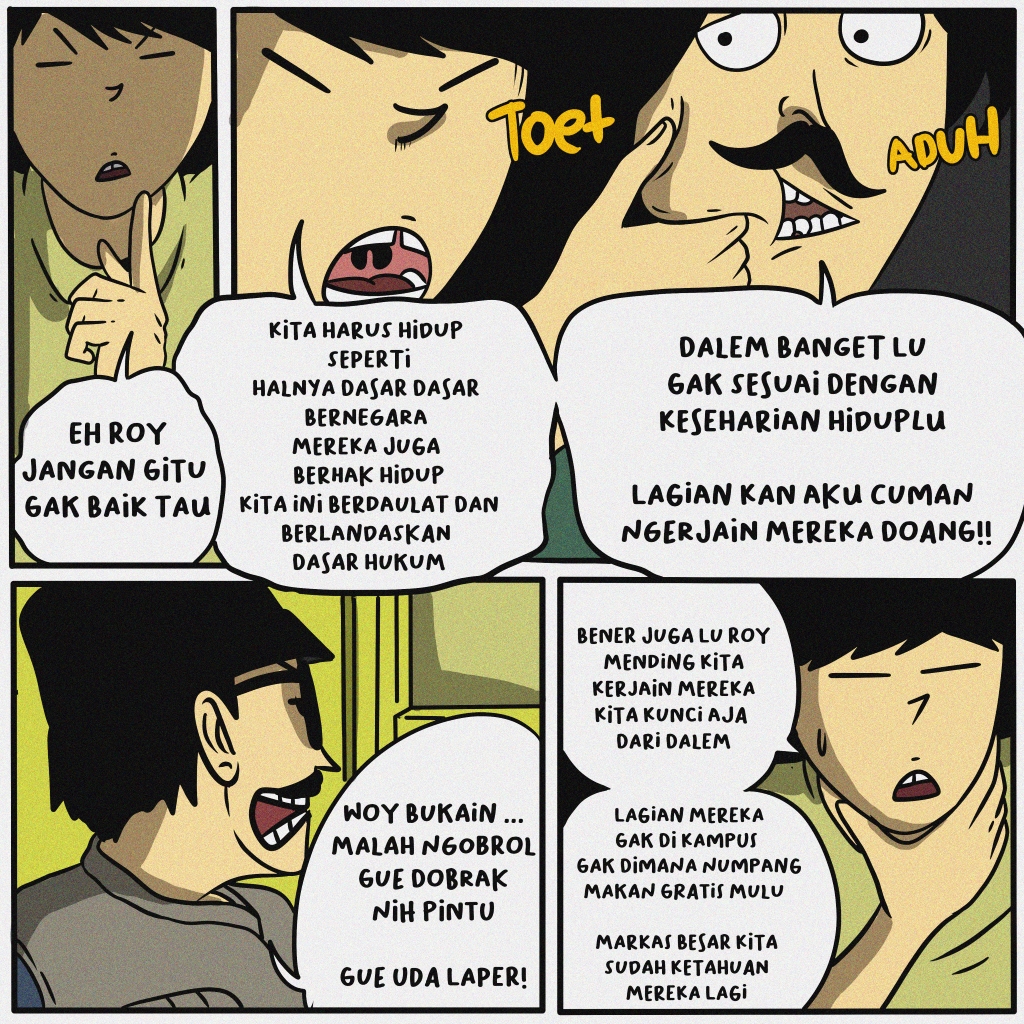 TOET
ADUH
EH ROY
JANGAN GiTU
GAK BAiK TAU
KiTA HARUS HiDUP
SEPERTi
HALNYA DASAR DASAR
BERNEGARA
MEREKA JUGA
BERHAK HiDUP
KiTA iNi BERDAULAT DAN
BERLANDASKAN
DASAR HUKUM
DALEM BANGET LU
GAK SESUAi DENGAN
KESEHARiAN HiDUPLU
LAGiAN KAN AKU CUMAN
NGERJAiN MEREKA DOANG!!
WOY BUKAiN ...
MALAH NGOBROL
GUE DOBRAK
NiH PiNTU
GUE UDA LAPER!
BENER JUGA LU ROY
MENDiNG KiTA
KERJAiN MEREKA
KiTA KUNCi AJA
DARi DALEM
LAGiAN MEREKA
GAK Di KAMPUS
GAK DiMANA NUMPANG
MAKAN GRATiS MULU
MARKAS BESAR KiTA
SUDAH KETAHUAN
MEREKA LAGi